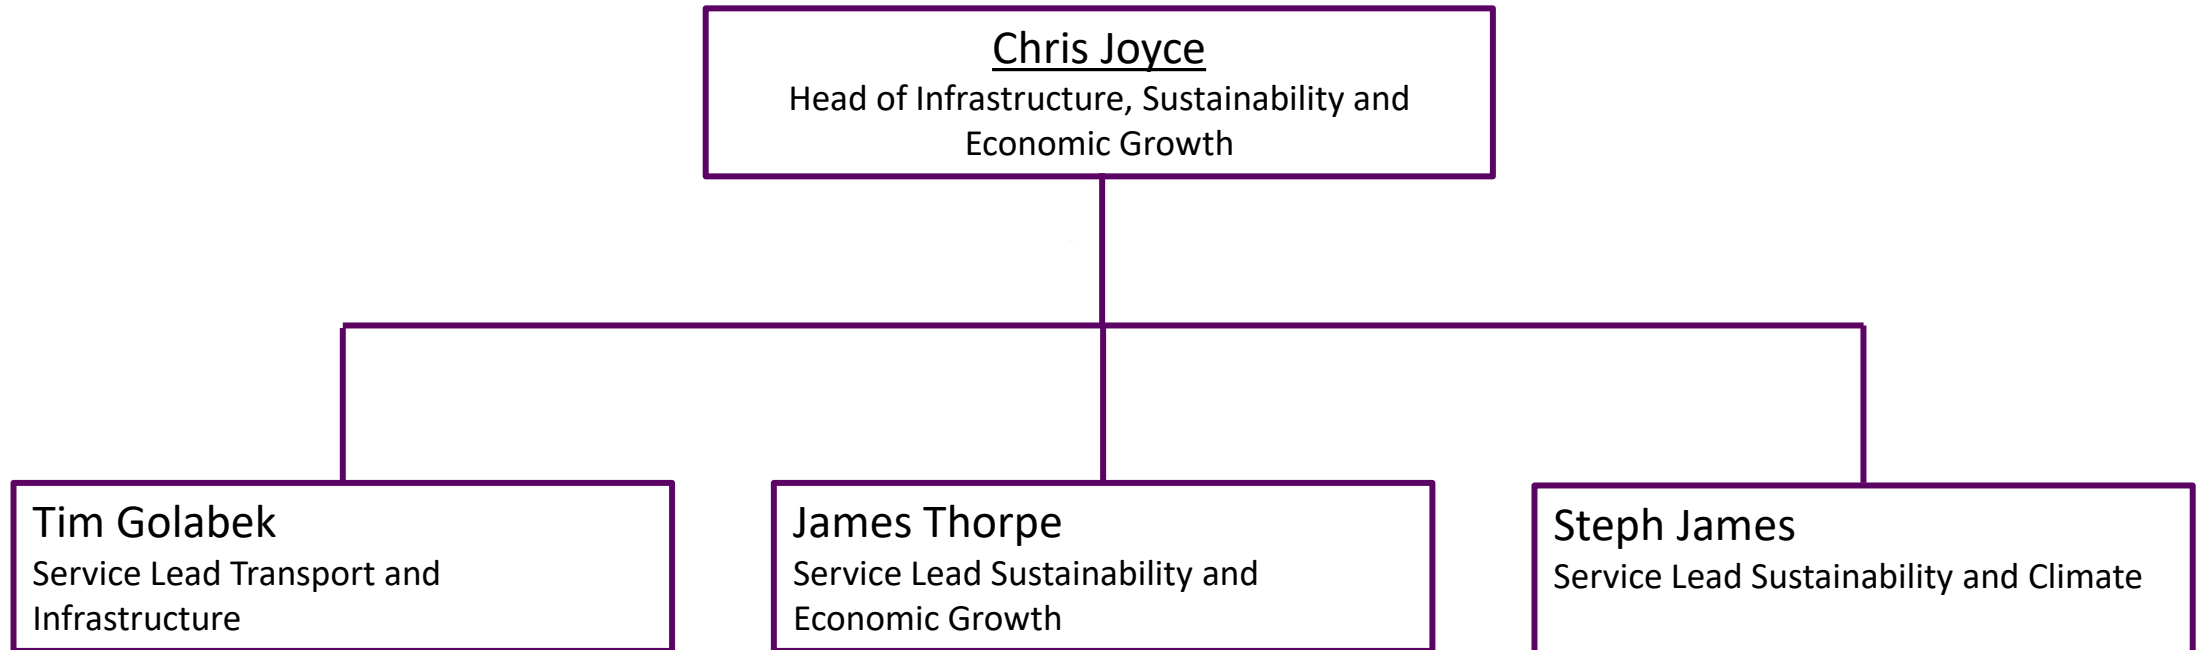 Chris Joyce
Head of Infrastructure, Sustainability and
Economic Growth
Tim Golabek
Service Lead Transport and
Infrastructure
James Thorpe
Service Lead Sustainability and
Economic Growth
Steph James
Service Lead Sustainability and Climate